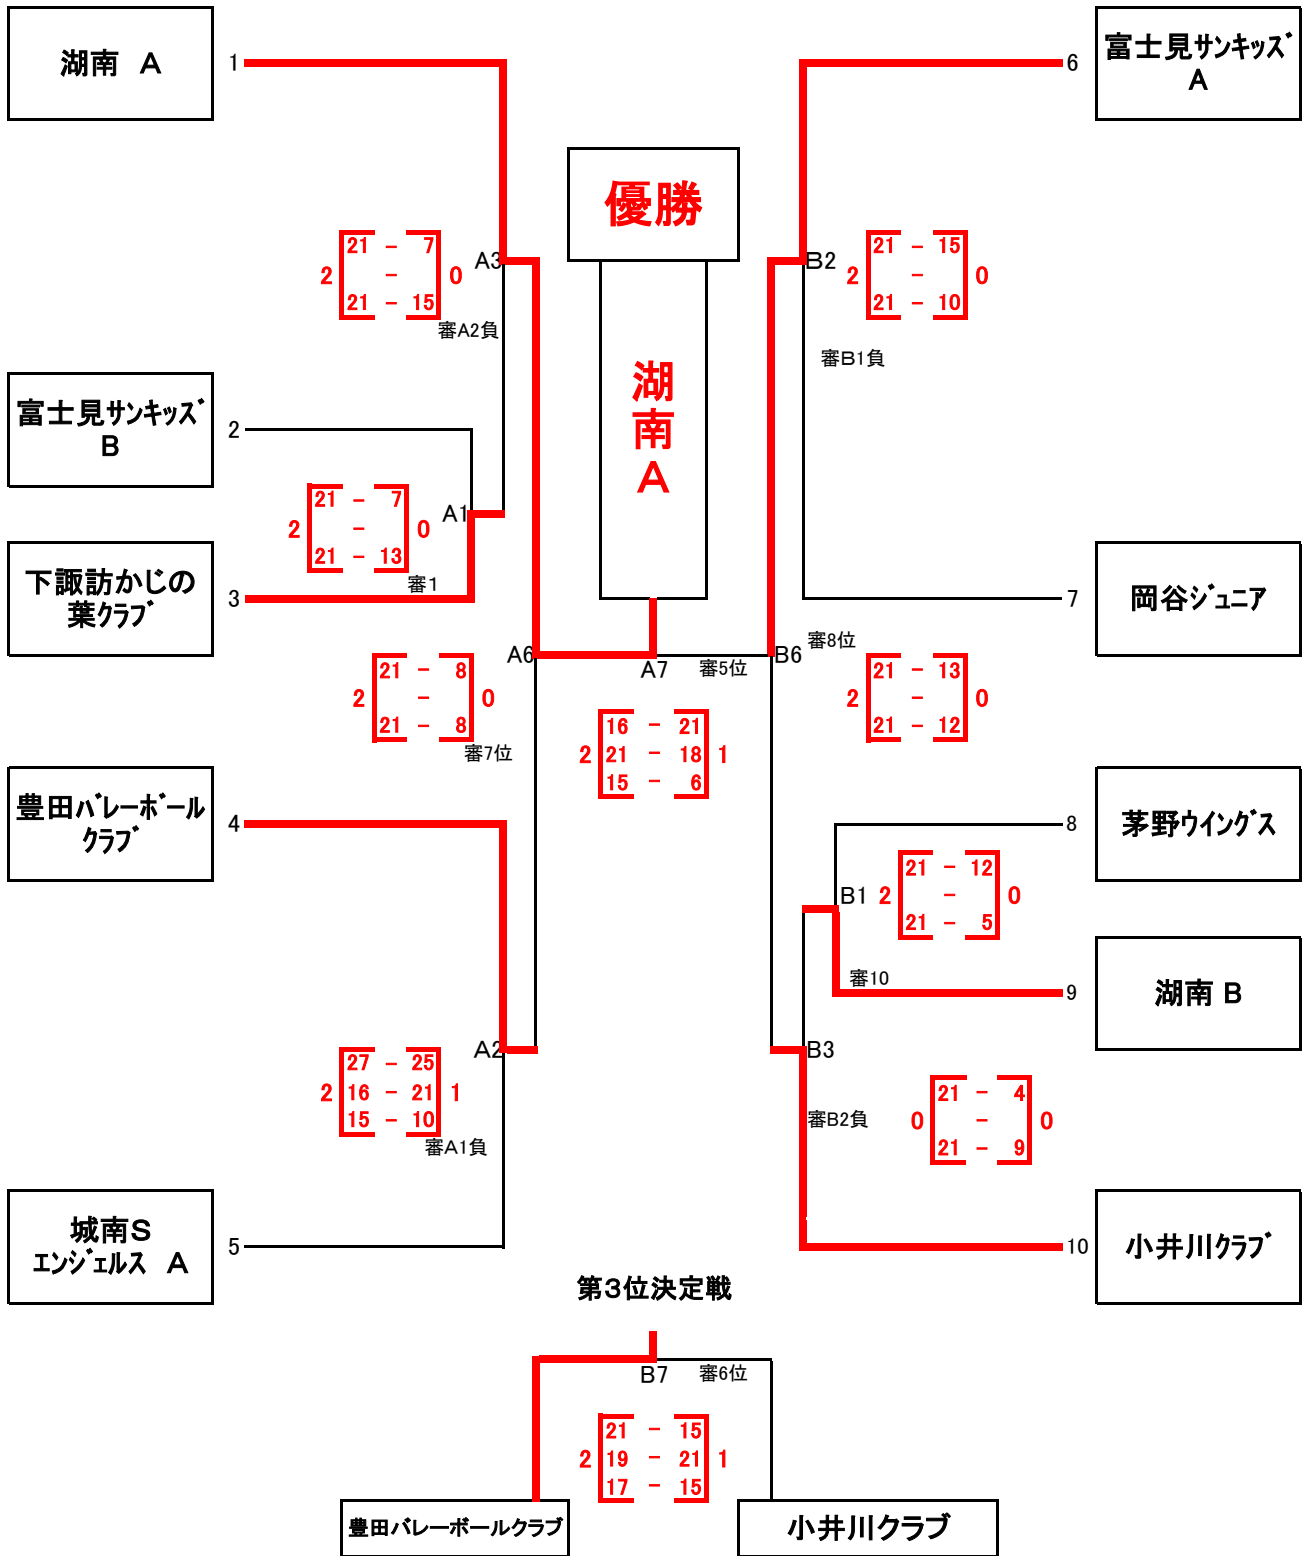 湖南 A
1
6
富士見サンキッズ
A
優勝
湖南A
A3
2
21 - 7
-
21 - 15
0
審A2負
B2
2
21 - 15
-
21 - 10
0
審B1負
富士見サンキッズ
B
2
A1
2
21 - 7
-
21 - 13
0
審1
下諏訪かじの
葉クラブ
3
7
岡谷ジュニア
A6
2
21 - 8
-
21 - 8
0
審7位
A7
審5位
2
16 - 21
21 - 18
15 - 6
1
B6
審8位
2
21 - 13
-
21 - 12
0
豊田バレーボール
クラブ
4
8
茅野ウイングス
B1
2
21 - 12
-
21 - 5
0
審10
9
湖南 B
A2
2
27 - 25
16 - 21
15 - 10
1
審A1負
B3
審B2負
0
21 - 4
-
21 - 9
0
城南S
エンジェルス A
5
10
小井川クラブ
第3位決定戦
B7
審6位
2
21 - 15
19 - 21
17 - 15
1
豊田バレーボールクラブ
小井川クラブ